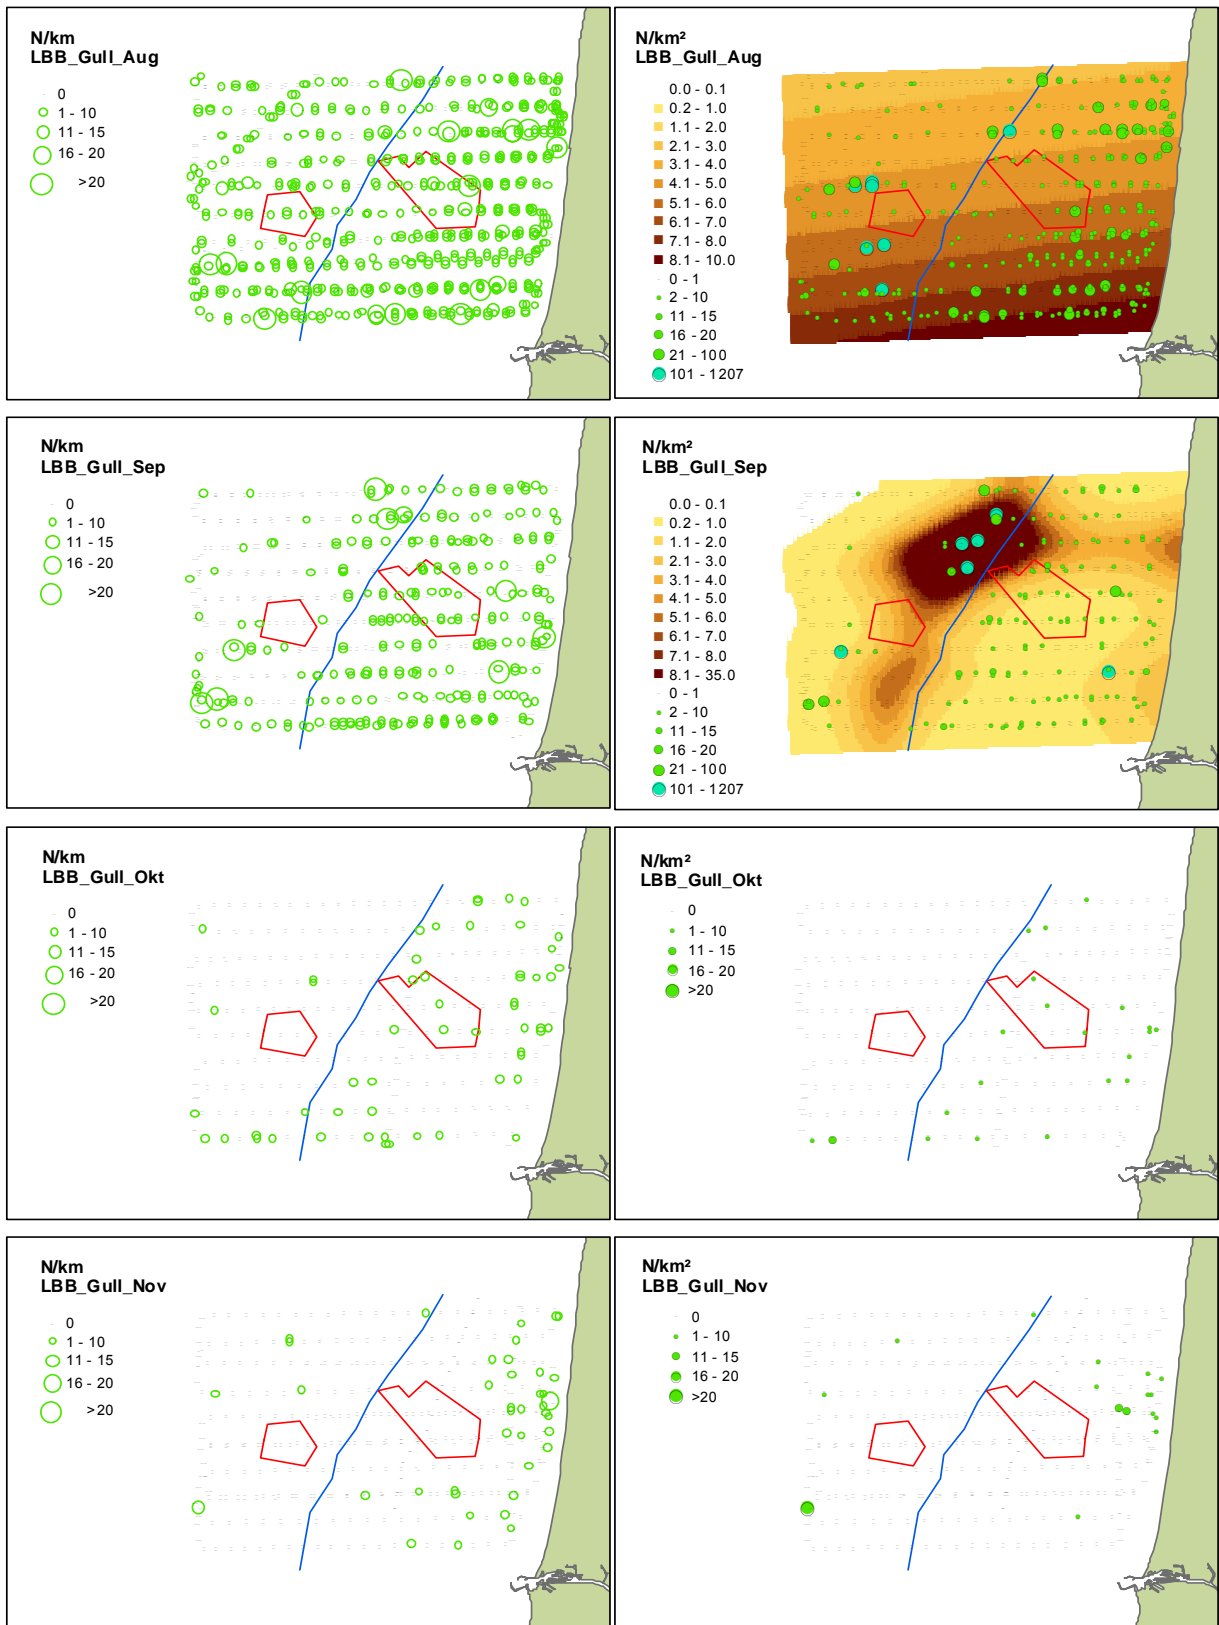 N/km
LBB_Gull_Aug
0
1 - 10
11 - 15
16 - 20
>20
N/km²
LBB_Gull_Aug
0.0 - 0.1
0.2 - 1.0
1.1 - 2.0
2.1 - 3.0
3.1 - 4.0
4.1 - 5.0
5.1 - 6.0
6.1 - 7.0
7.1 - 8.0
8.1 - 10.0
0 - 1
2 - 10
11 - 15
16 - 20
21 - 100
101 - 1207
N/km
LBB_Gull_Sep
0
1 - 10
11 - 15
16 - 20
>20
N/km²
LBB_Gull_Sep
0.0 - 0.1
0.2 - 1.0
1.1 - 2.0
2.1 - 3.0
3.1 - 4.0
4.1 - 5.0
5.1 - 6.0
6.1 - 7.0
7.1 - 8.0
8.1 - 35.0
0 - 1
2 - 10
11 - 15
16 - 20
21 - 100
101 - 1207
N/km
LBB_Gull_Okt
0
1 - 10
11 - 15
16 - 20
>20
N/km²
LBB_Gull_Okt
0
1 - 10
11 - 15
16 - 20
>20
N/km
LBB_Gull_Nov
0
1 - 10
11 - 15
16 - 20
>20
N/km²
LBB_Gull_Nov
0
1 - 10
11 - 15
16 - 20
>20